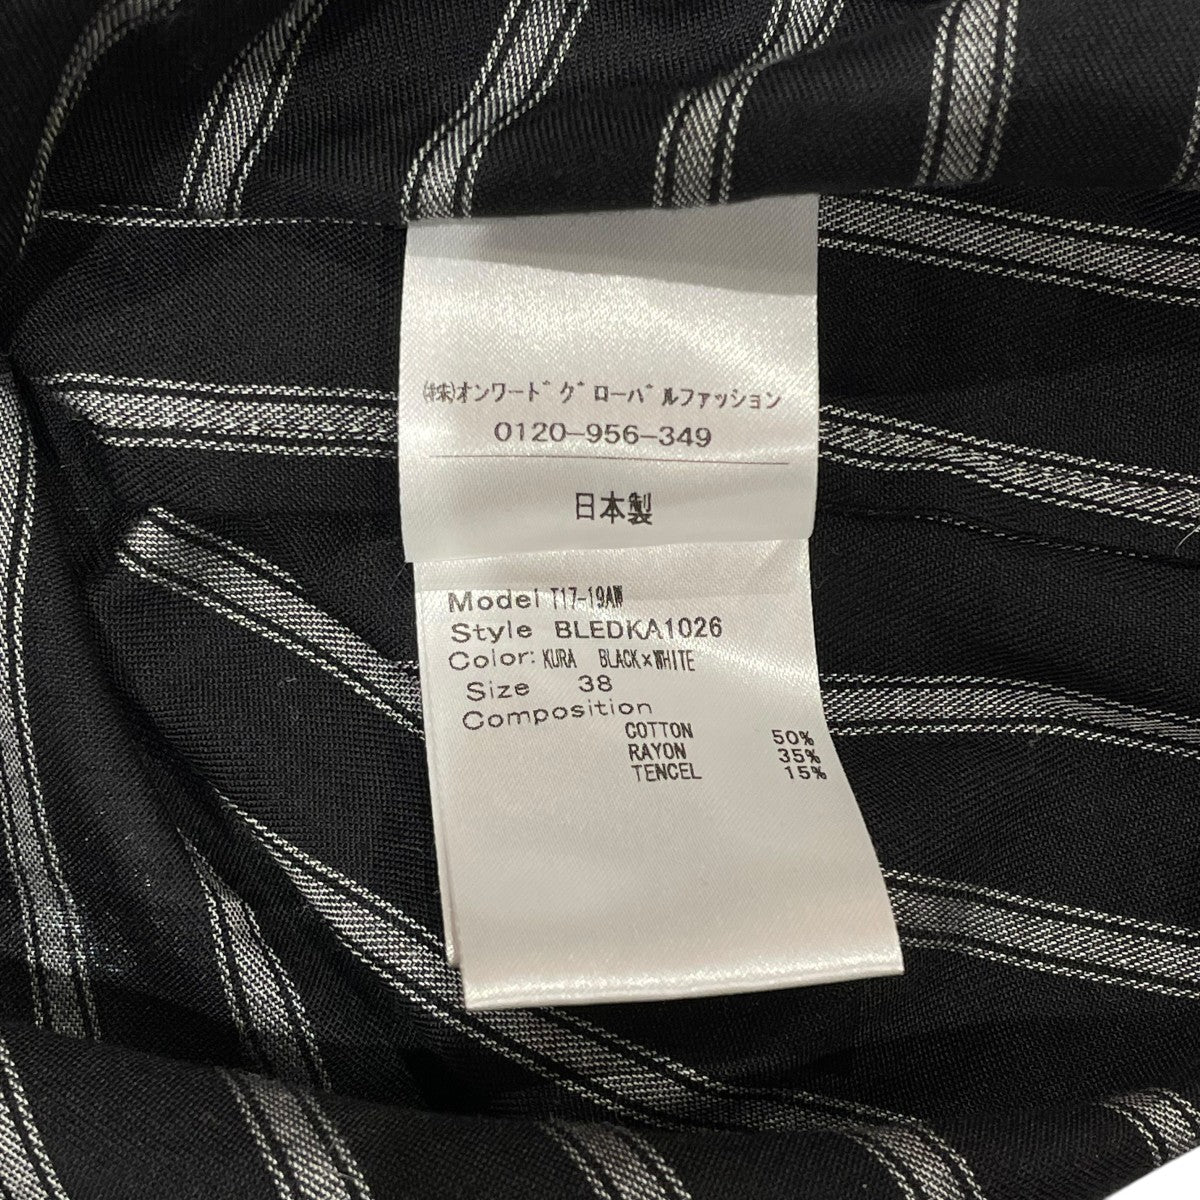 ㈱オンワードグローバルファッション
0120-956-349
日本製
Model T17-19AW
Style BLEDKA1026
Color: KURA BLACK×WHITE
Size 38
Composition
COTTON 50%
RAYON 35%
TENCEL 15%